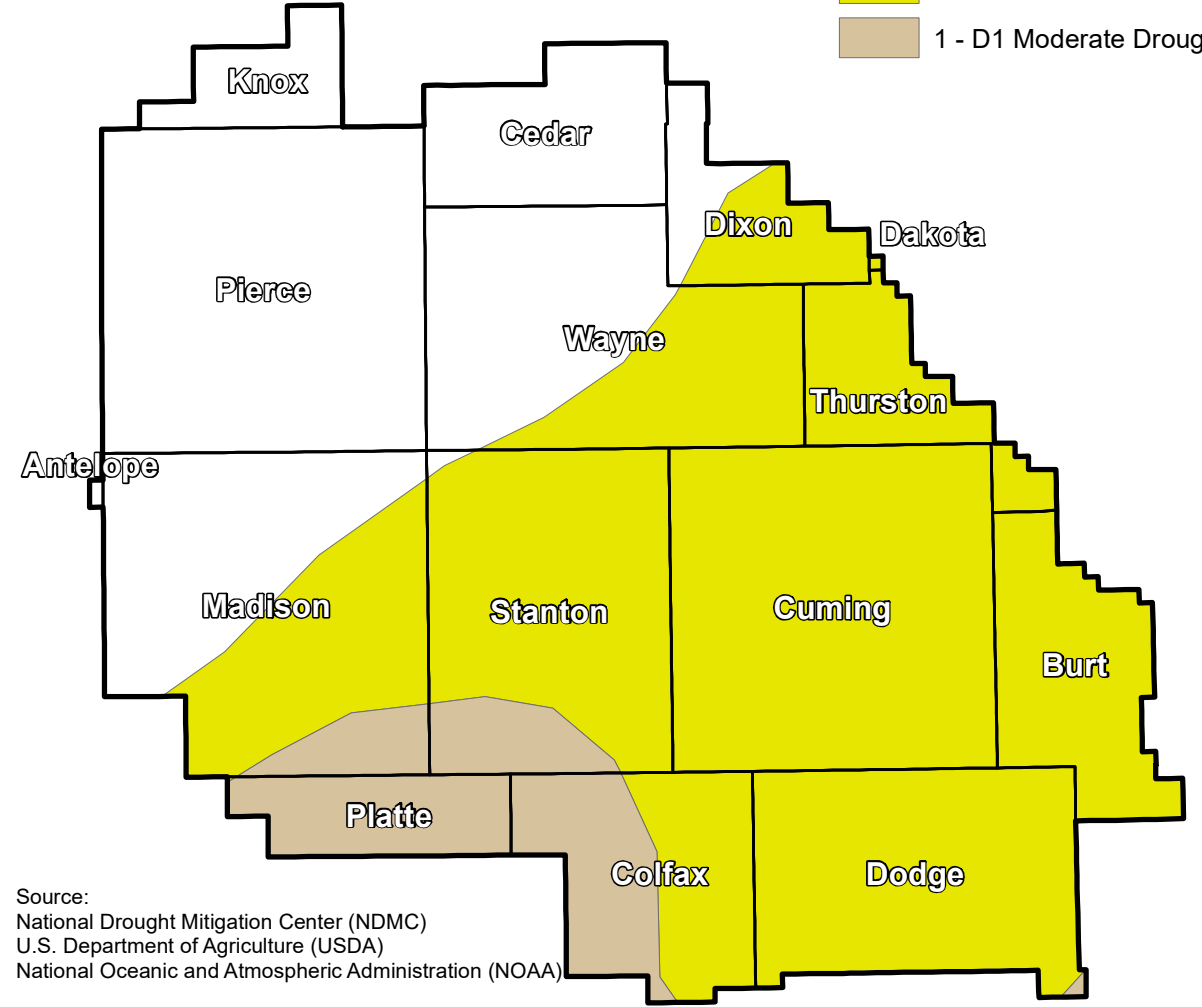 1 - D1 Moderate Droug
Knox
Cedar
Dixon
Dakota
Pierce
Wayne
Thurston
Antelope
Madison
Stanton
Cuming
Burt
Platte
Colfax
Dodge
Source:
National Drought Mitigation Center (NDMC)
U.S. Department of Agriculture (USDA)
National Oceanic and Atmospheric Administration (NOAA)